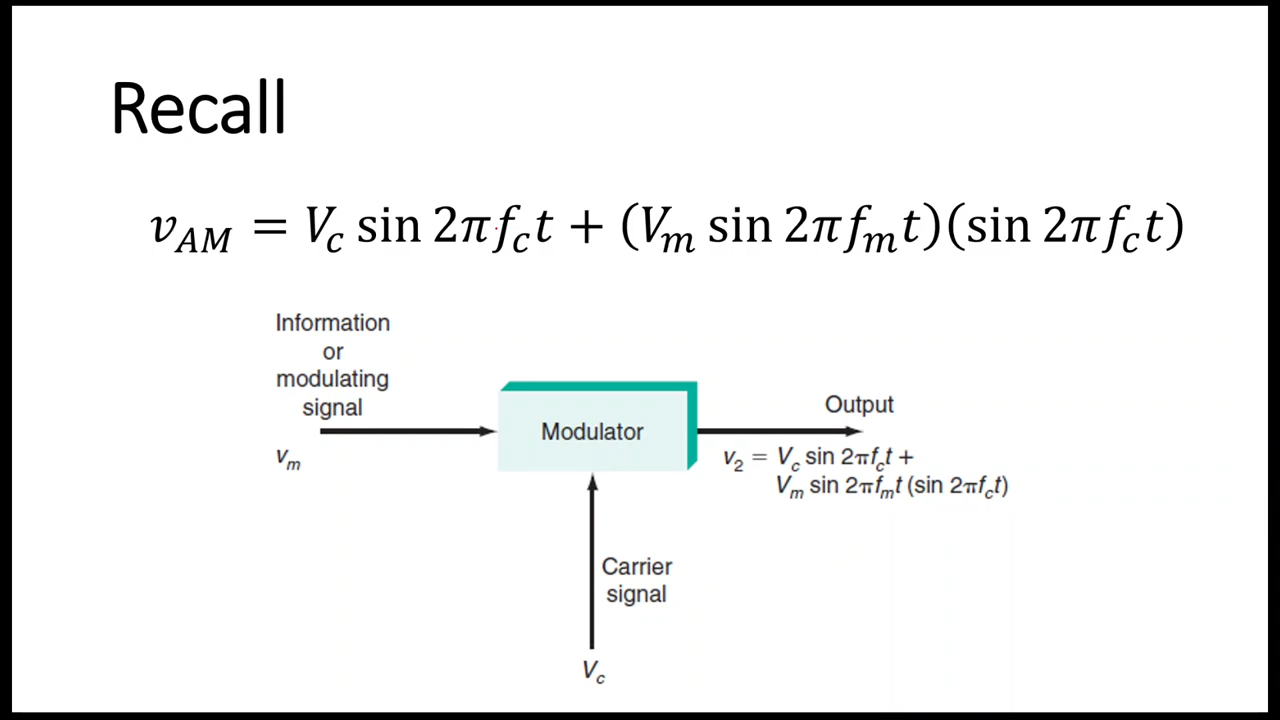 Recall
𝑣_AM = V_c sin 2πf_c t + (V_m sin 2πf_m t)(sin 2πf_c t)
Information
or
modulating
signal
v_m
Modulator
Output
v_2 = V_c sin 2πf_c t +
V_m sin 2πf_m t (sin 2πf_c t)
Carrier
signal
V_c